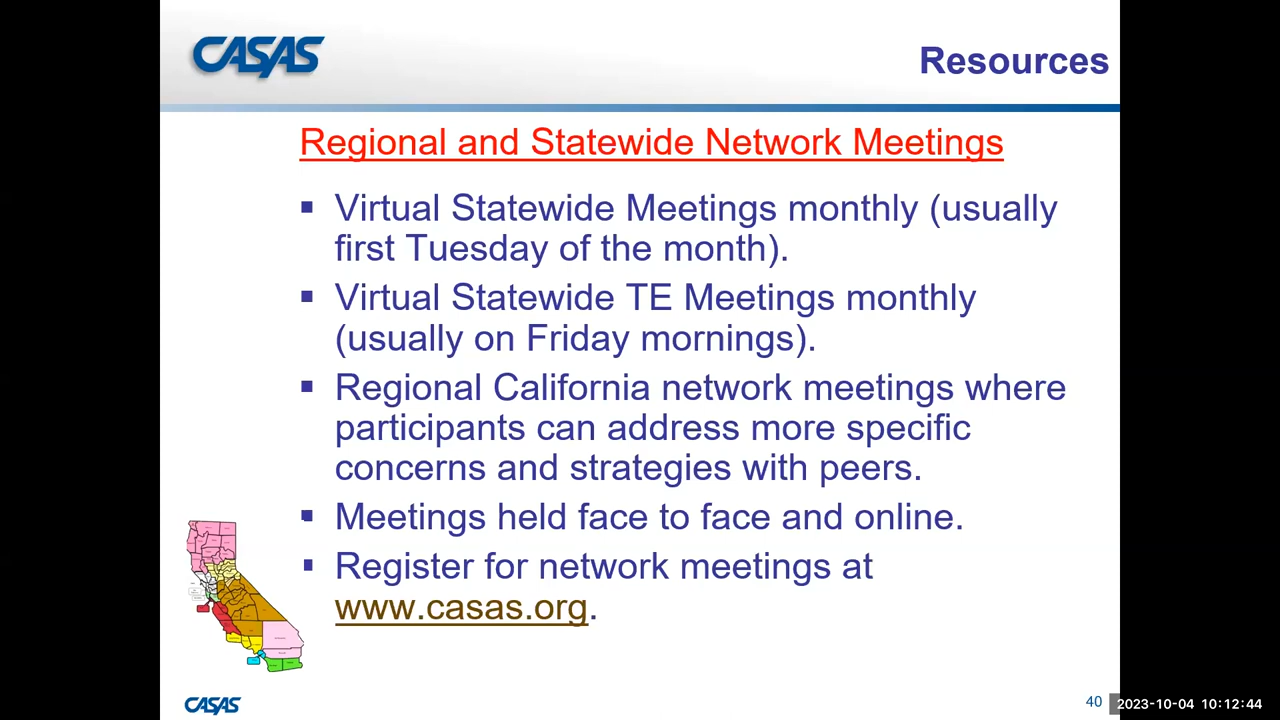 CASAS
Resources
Regional and Statewide Network Meetings
▪ Virtual Statewide Meetings monthly (usually
first Tuesday of the month).
▪ Virtual Statewide TE Meetings monthly
(usually on Friday mornings).
▪ Regional California network meetings where
participants can address more specific
concerns and strategies with peers.
▪ Meetings held face to face and online.
▪ Register for network meetings at
www.casas.org.
CASAS
40
2023-10-04 10:12:44